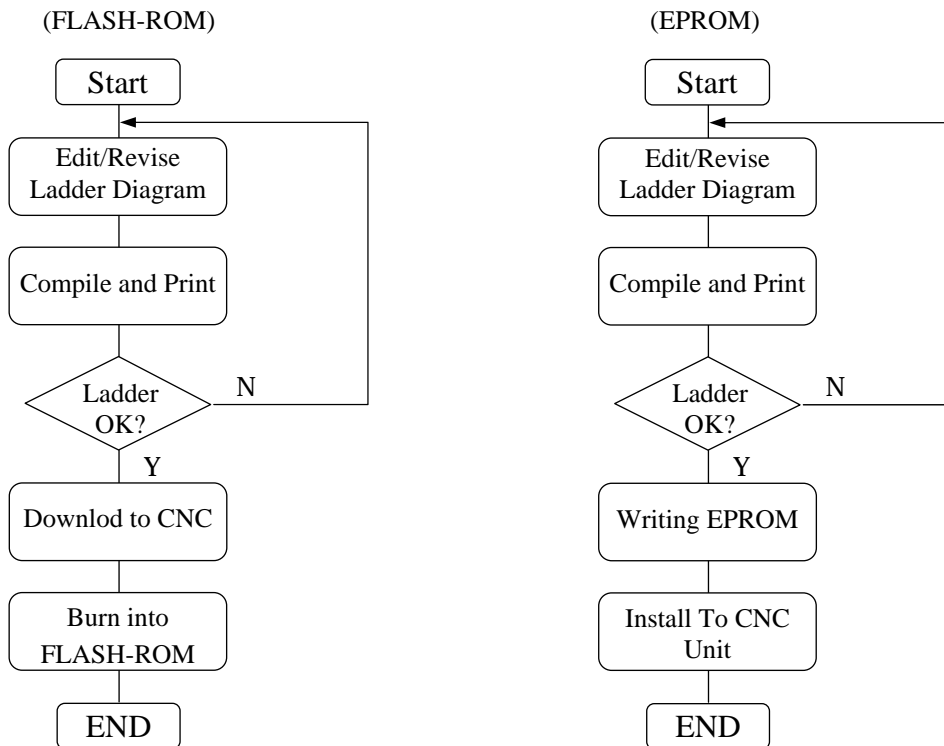 (FLASH-ROM)
Start
Edit/Revise
Ladder Diagram
Compile and Print
Ladder
OK?
N
Y
Downlod to CNC
Burn into
FLASH-ROM
END
(EPROM)
Start
Edit/Revise
Ladder Diagram
Compile and Print
Ladder
OK?
N
Y
Writing EPROM
Install To CNC
Unit
END